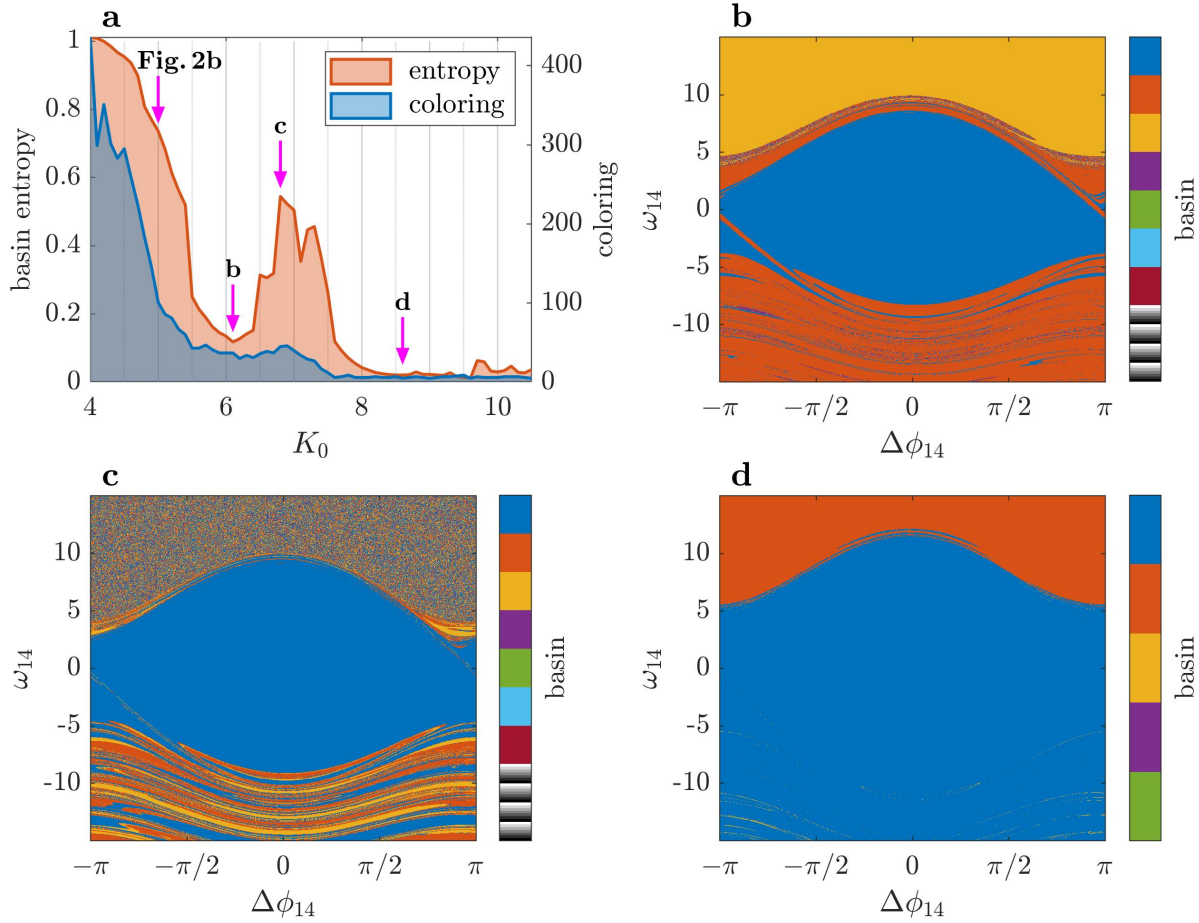 a
1
0.8
0.6
0.4
0.2
0
basin entropy
Fig. 2b
b
c
d
entropy
coloring
400
300
200
100
0
coloring
4
6
8
10
K₀
b
10
5
0
-5
-10
ω₁₄
−π
−π/2
0
π/2
π
Δϕ₁₄
basin
c
10
5
0
-5
-10
ω₁₄
−π
−π/2
0
π/2
π
Δϕ₁₄
basin
d
10
5
0
-5
-10
ω₁₄
−π
−π/2
0
π/2
π
Δϕ₁₄
basin